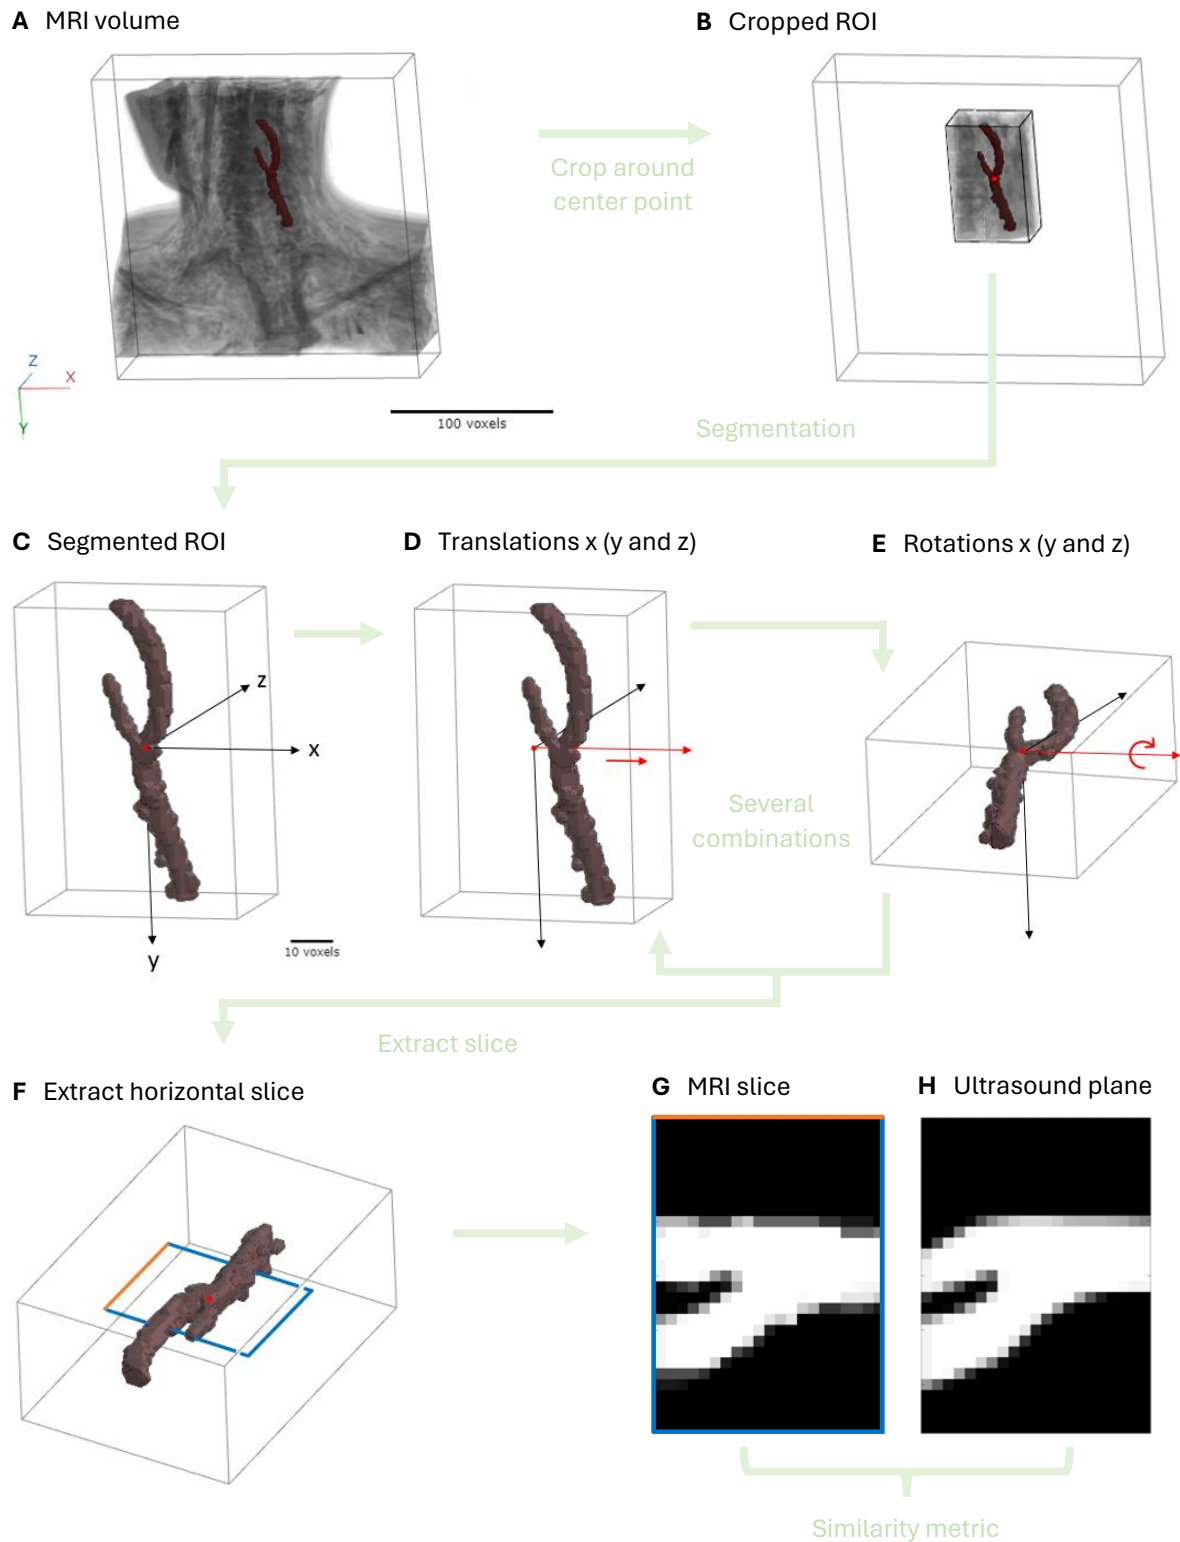 A MRI volume
B Cropped ROI
Crop around
center point
Z
X
Y
100 voxels
Segmentation
C Segmented ROI
D Translations x (y and z)
E Rotations x (y and z)
z
x
y
10 voxels
Several
combinations
Extract slice
F Extract horizontal slice
G MRI slice
H Ultrasound plane
Similarity metric